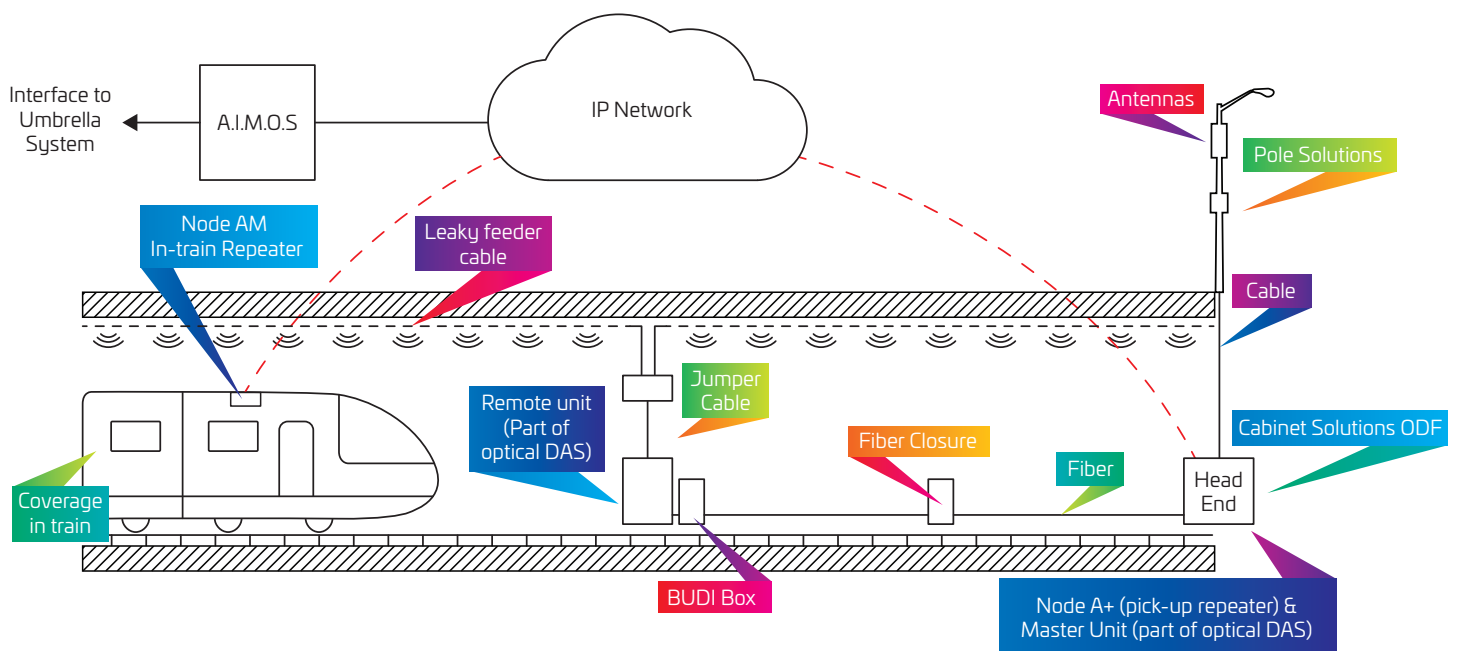 Interface to
Umbrella
System
A.I.M.O.S
IP Network
Antennas
Pole Solutions
Node AM
In-train Repeater
Leaky feeder
cable
Cable
Jumper
Cable
Remote unit
(Part of
optical DAS)
Fiber Closure
Cabinet Solutions ODF
Fiber
Head
End
Coverage
in train
BUDI Box
Node A+ (pick-up repeater) &
Master Unit (part of optical DAS)